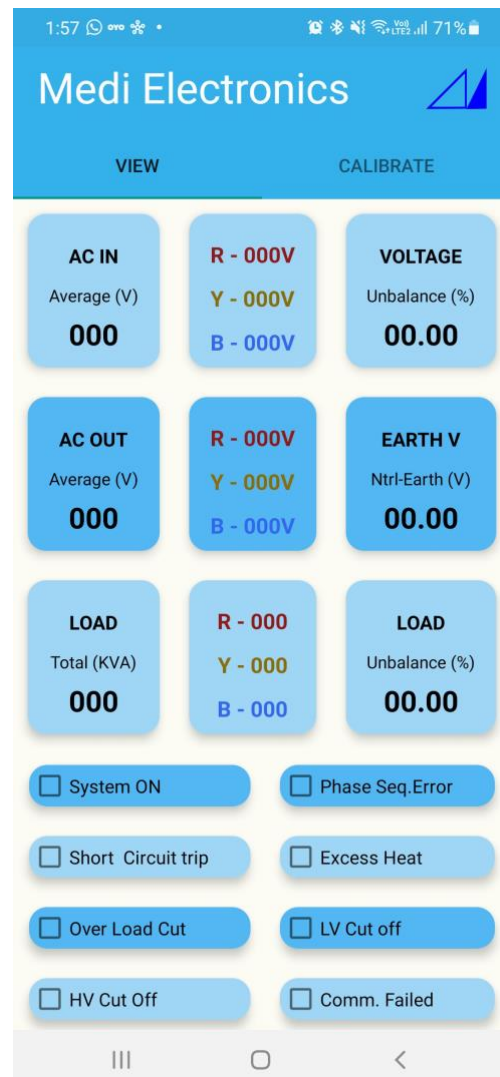 1:57 OYO Vo) LTE2 71%
Medi Electronics
VIEW CALIBRATE
AC IN
Average (V)
000
R - 000V
Y - 000V
B - 000V
VOLTAGE
Unbalance (%)
00.00
AC OUT
Average (V)
000
R - 000V
Y - 000V
B - 000V
EARTH V
Ntrl-Earth (V)
00.00
LOAD
Total (KVA)
000
R - 000
Y - 000
B - 000
LOAD
Unbalance (%)
00.00
System ON
Phase Seq.Error
Short Circuit trip
Excess Heat
Over Load Cut
LV Cut off
HV Cut Off
Comm. Failed